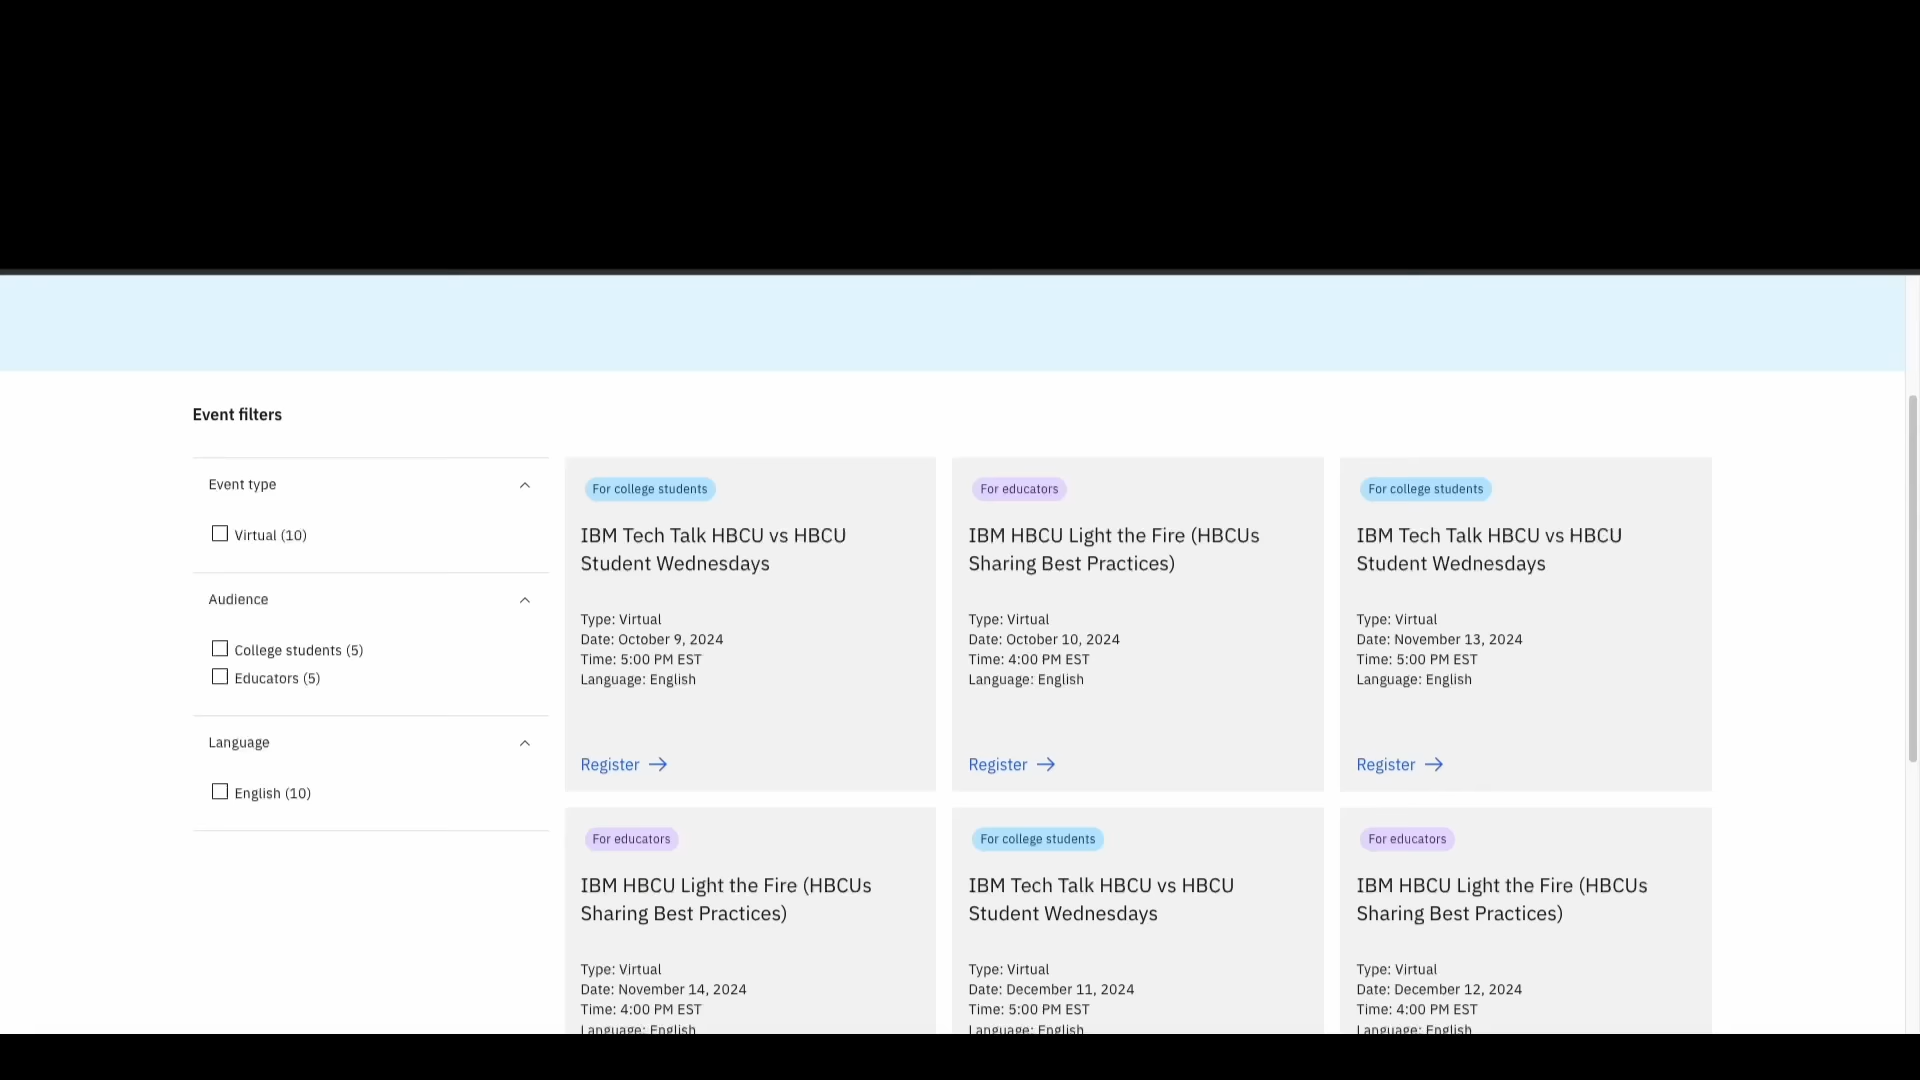 Event filters
Event type
Virtual (10)
Audience
College students (5)
Educators (5)
Language
English (10)
For college students
IBM Tech Talk HBCU vs HBCU
Student Wednesdays
Type: Virtual
Date: October 9, 2024
Time: 5:00 PM EST
Language: English
Register
For educators
IBM HBCU Light the Fire (HBCUs
Sharing Best Practices)
Type: Virtual
Date: October 10, 2024
Time: 4:00 PM EST
Language: English
Register
For college students
IBM Tech Talk HBCU vs HBCU
Student Wednesdays
Type: Virtual
Date: November 13, 2024
Time: 5:00 PM EST
Language: English
Register
For educators
IBM HBCU Light the Fire (HBCUs
Sharing Best Practices)
Type: Virtual
Date: November 14, 2024
Time: 4:00 PM EST
Language: English
For college students
IBM Tech Talk HBCU vs HBCU
Student Wednesdays
Type: Virtual
Date: December 11, 2024
Time: 5:00 PM EST
Language: English
For educators
IBM HBCU Light the Fire (HBCUs
Sharing Best Practices)
Type: Virtual
Date: December 12, 2024
Time: 4:00 PM EST
Language: English